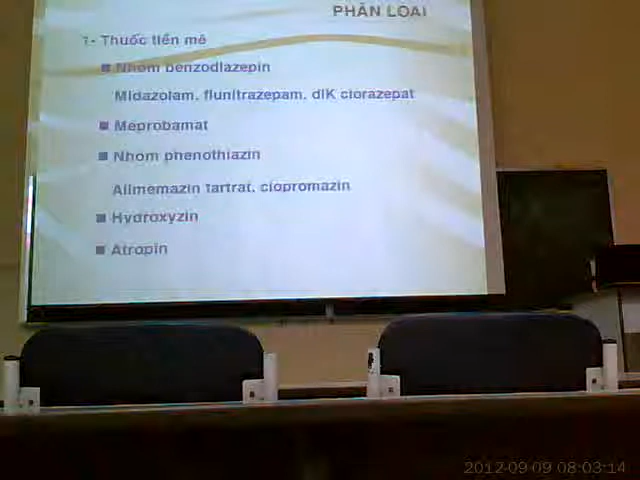 PHÂN LOẠI
1- Thuốc tiền mê
Nhóm benzodiazepin
Midazolam, flunitrazepam, diK clorazepat
Meprobamat
Nhóm phenothiazin
Alimemazin tartrat, clopromazin
Hydroxyzin
Atropin
2012-09-09 08:03:14